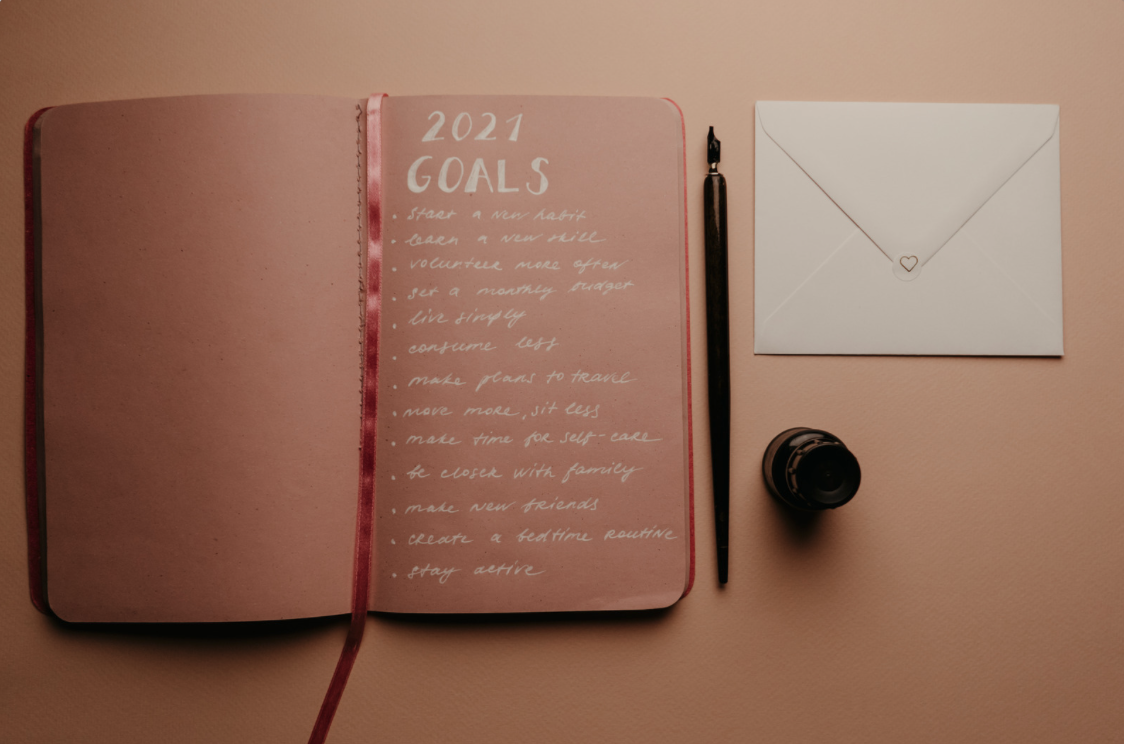 2021
GOALS
• start a new habit
• learn a new skill
• volunteer more often
• set a monthly budget
• live simply
• consume less
• make plans to travel
• move more, sit less
• make time for self-care
• be closer with family
• make new friends
• create a bedtime routine
• stay active